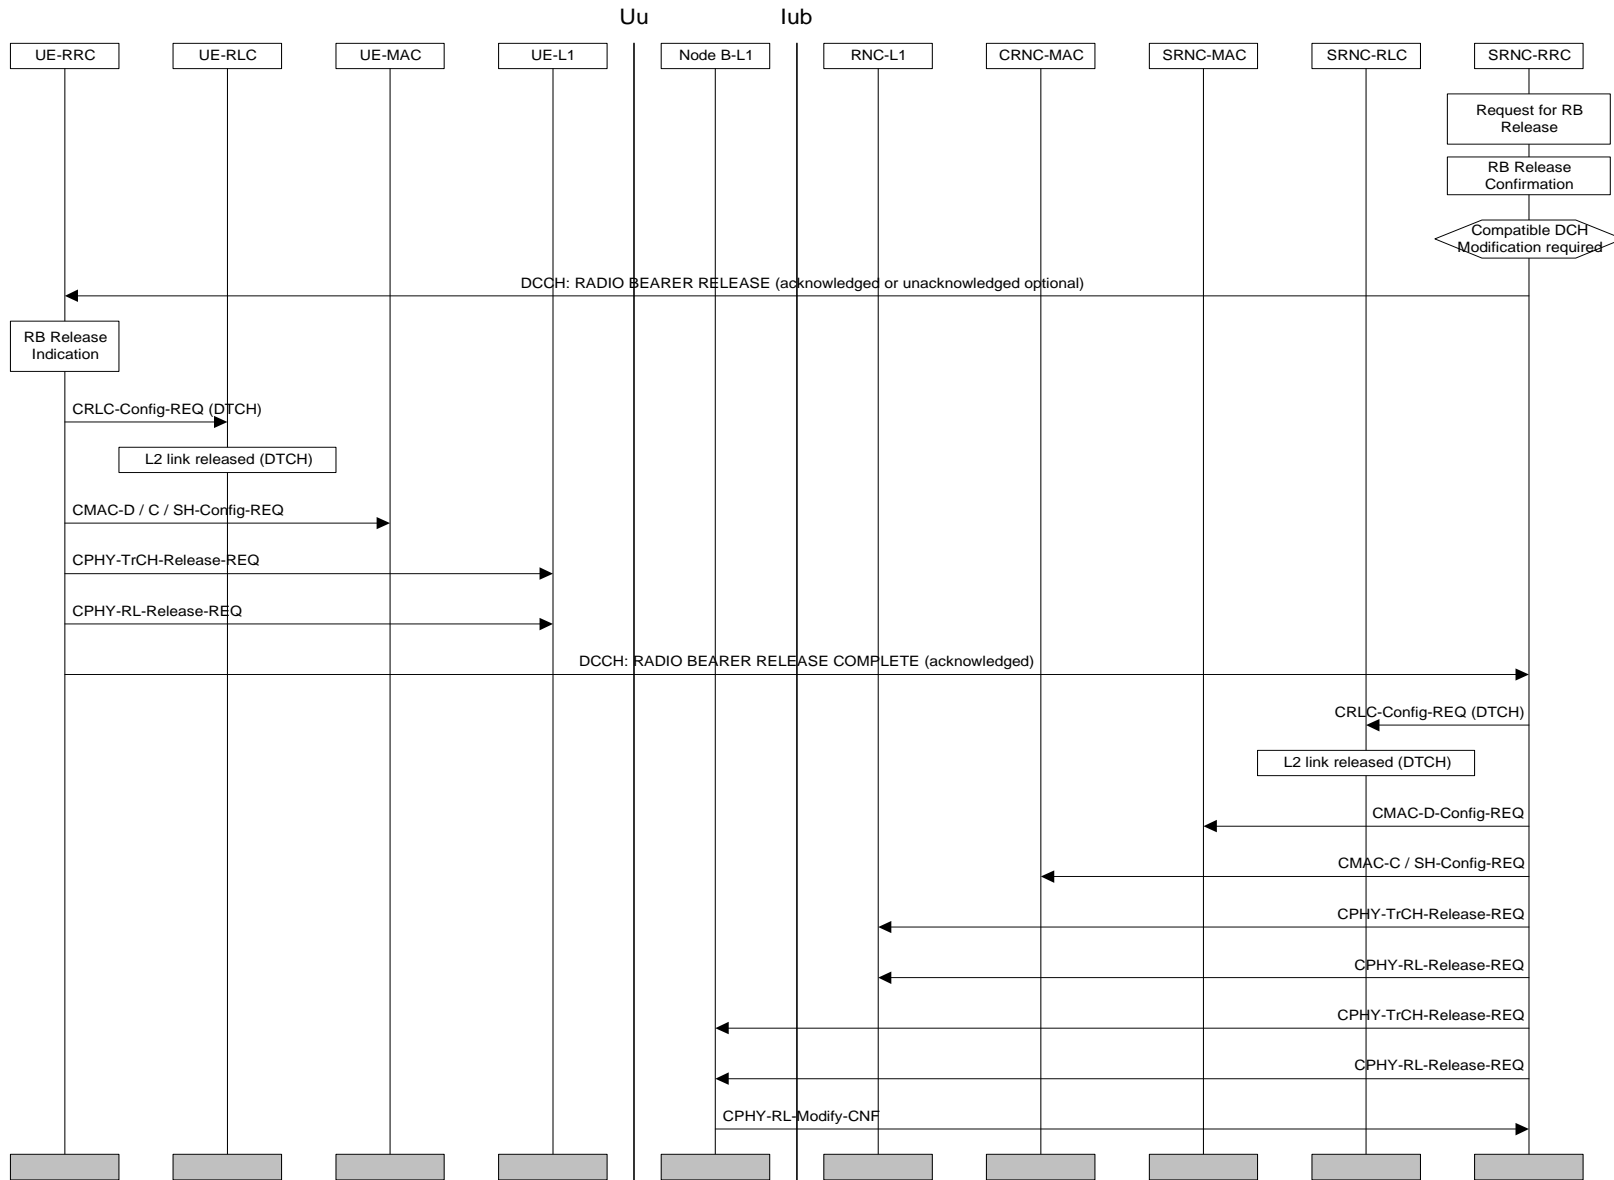 Uu
Iub
UE-RRC
UE-RLC
UE-MAC
UE-L1
Node B-L1
RNC-L1
CRNC-MAC
SRNC-MAC
SRNC-RLC
SRNC-RRC
Request for RB
Release
RB Release
Confirmation
Compatible DCH
Modification required
DCCH: RADIO BEARER RELEASE (acknowledged or unacknowledged optional)
RB Release
Indication
CRLC-Config-REQ (DTCH)
L2 link released (DTCH)
CMAC-D / C / SH-Config-REQ
CPHY-TrCH-Release-REQ
CPHY-RL-Release-REQ
DCCH: RADIO BEARER RELEASE COMPLETE (acknowledged)
CRLC-Config-REQ (DTCH)
L2 link released (DTCH)
CMAC-D-Config-REQ
CMAC-C / SH-Config-REQ
CPHY-TrCH-Release-REQ
CPHY-RL-Release-REQ
CPHY-TrCH-Release-REQ
CPHY-RL-Release-REQ
CPHY-RL-Modify-CNF